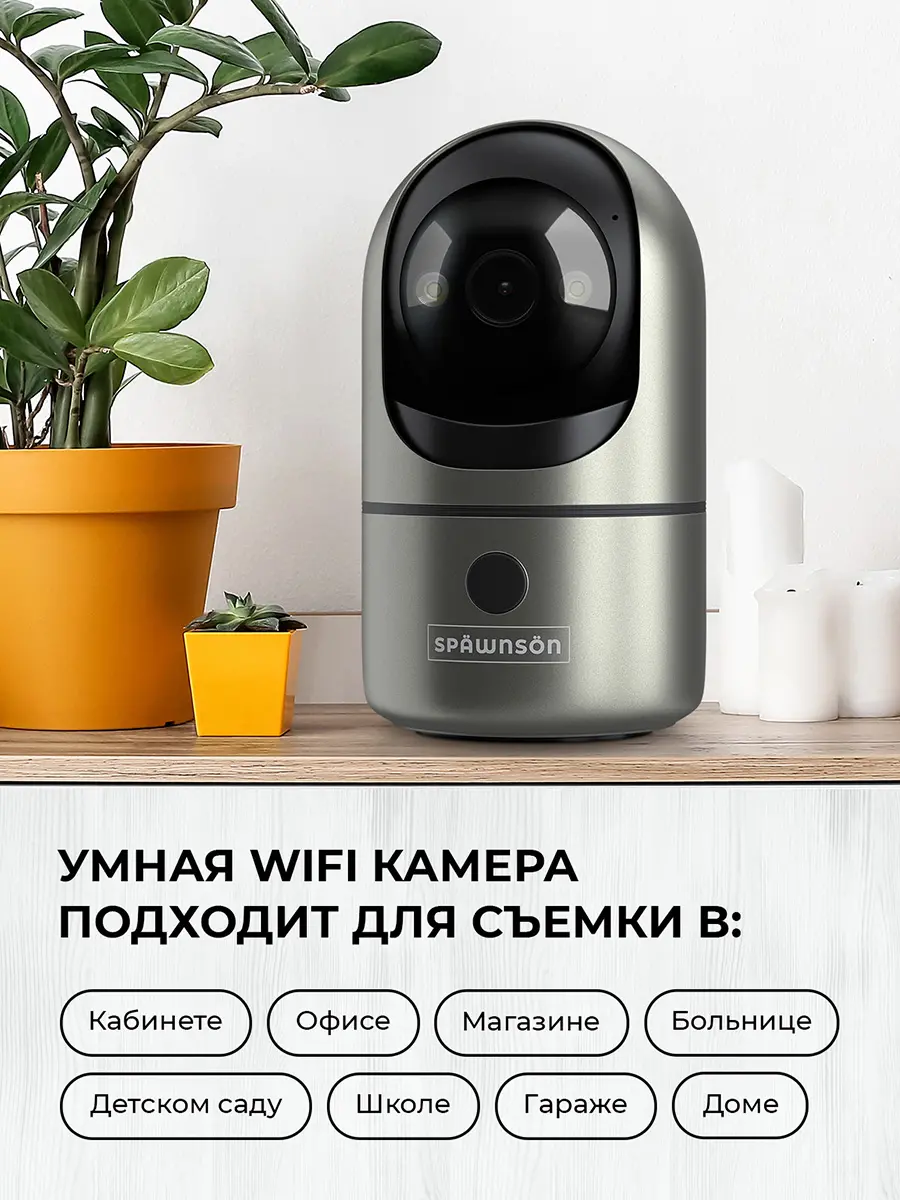 SPÄWNSÖN
УМНАЯ WIFI КАМЕРА
ПОДХОДИТ ДЛЯ СЪЕМКИ В:
Кабинете Офисе Магазине Больнице
Детском саду Школе Гараже Доме